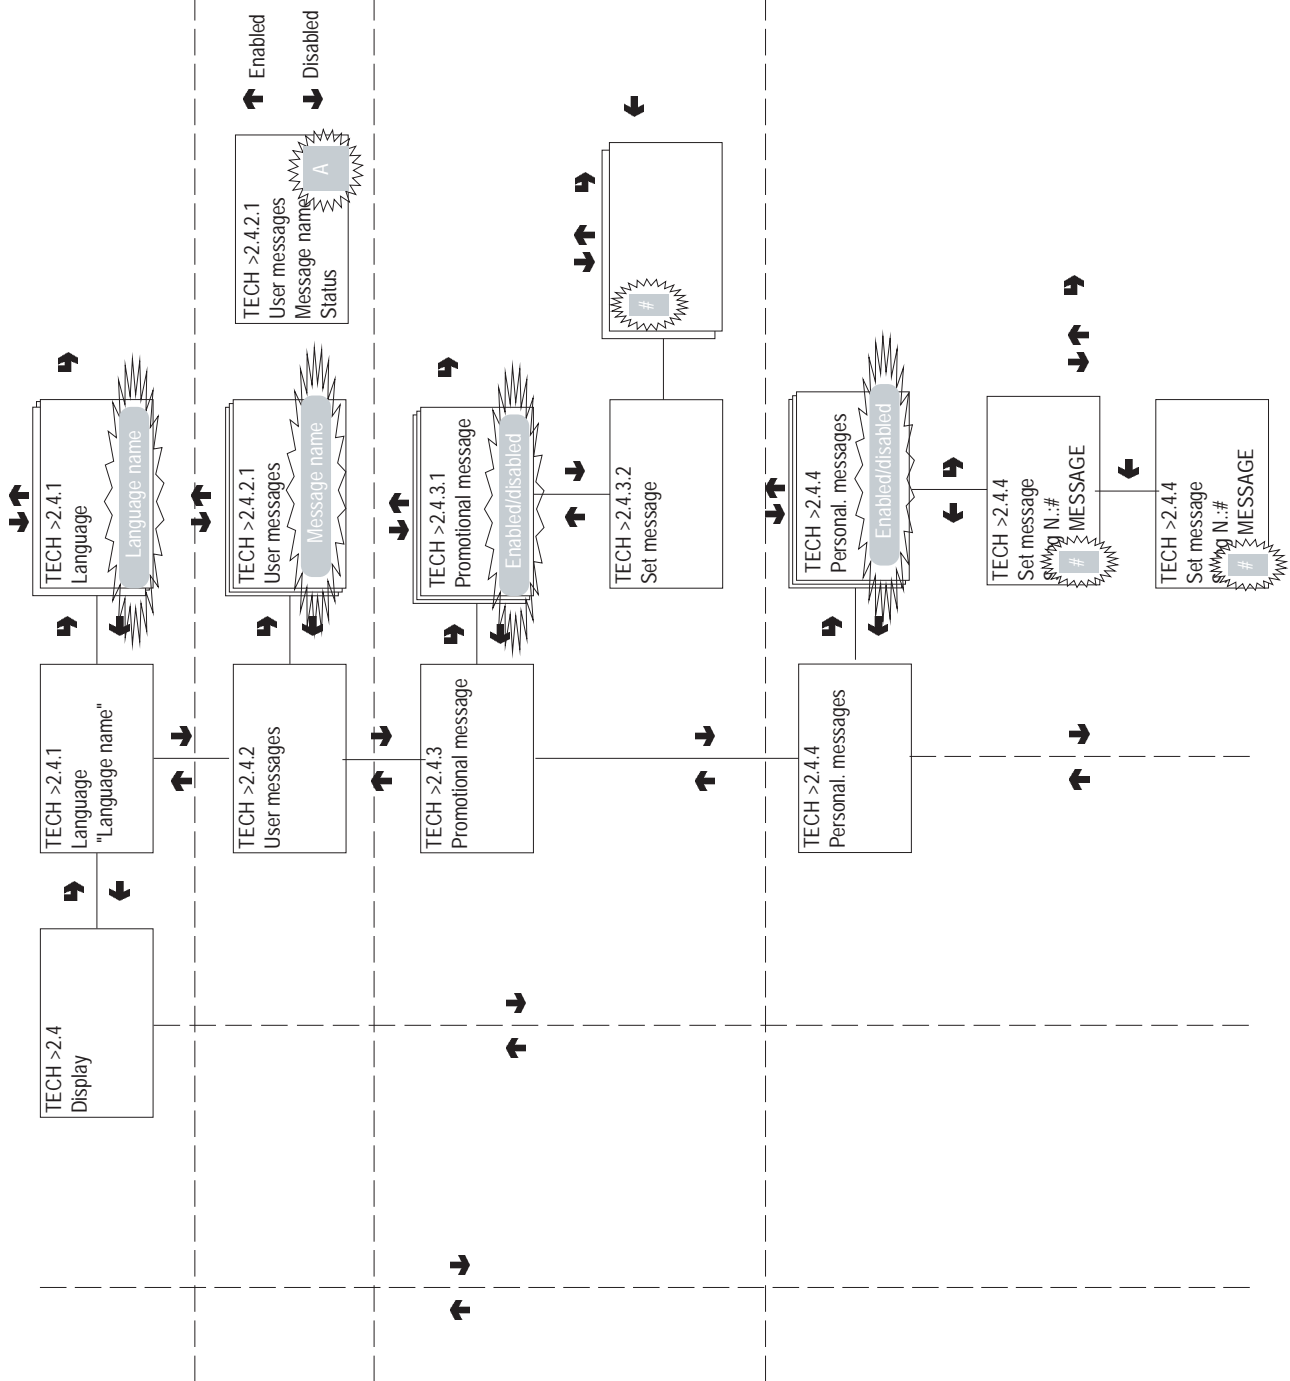 TECH >2.4
Display
TECH >2.4.1
Language
"Language name"
TECH >2.4.1
Language
Language name
TECH >2.4.2
User messages
TECH >2.4.2.1
User messages
Message name
TECH >2.4.2.1
User messages
Message name
Status
A
Enabled
Disabled
TECH >2.4.3
Promotional message
TECH >2.4.3.1
Promotional message
Enabled/disabled
TECH >2.4.3.2
Set message
#
TECH >2.4.4
Personal. messages
TECH >2.4.4
Personal. messages
Enabled/disabled
TECH >2.4.4
Set message
N.:#
# MESSAGE
TECH >2.4.4
Set message
N.:#
# MESSAGE